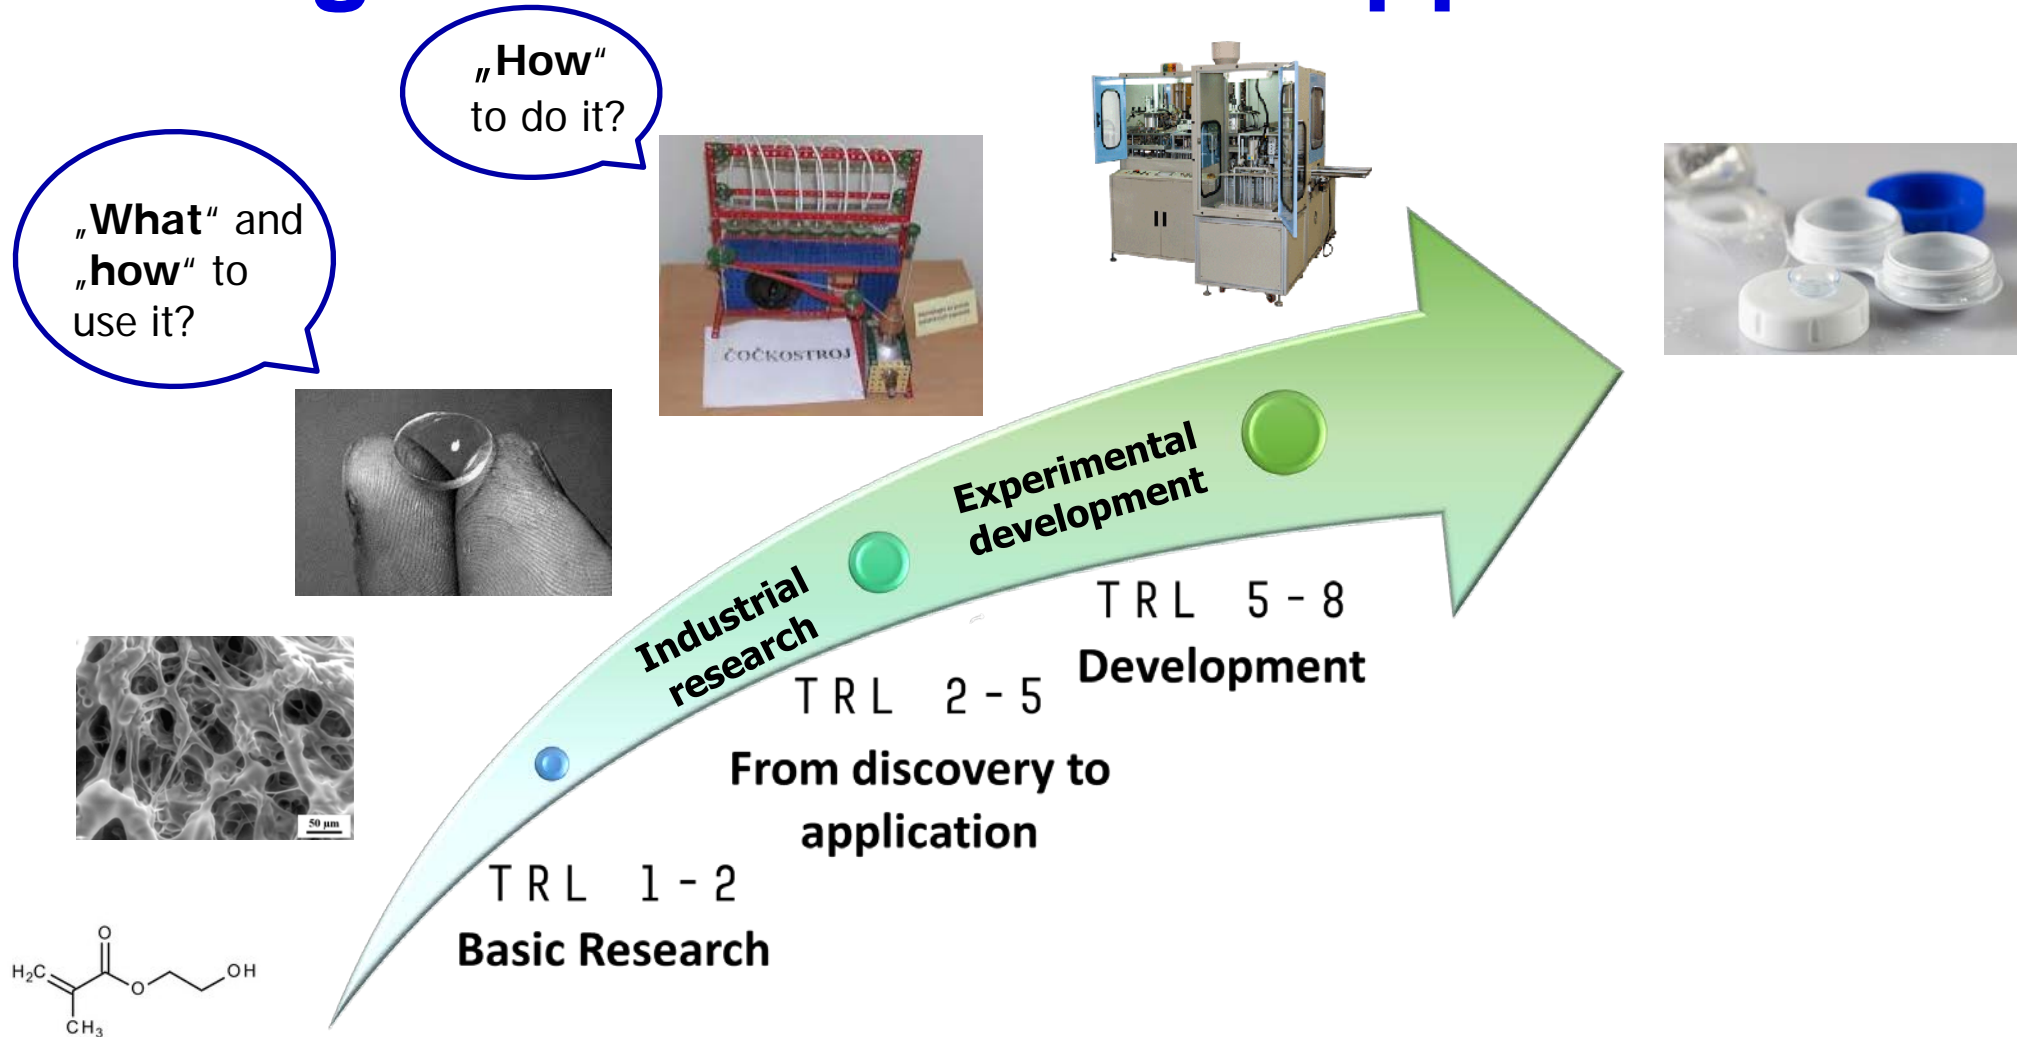 „How“
to do it?
„What“ and
„how“ to
use it?
ČOČKOSTROJ
Experimental
development
Industrial
research
TRL 5-8
Development
TRL 2-5
From discovery to
application
50 µm
TRL 1-2
Basic Research
O
H₂C
O
OH
CH₃